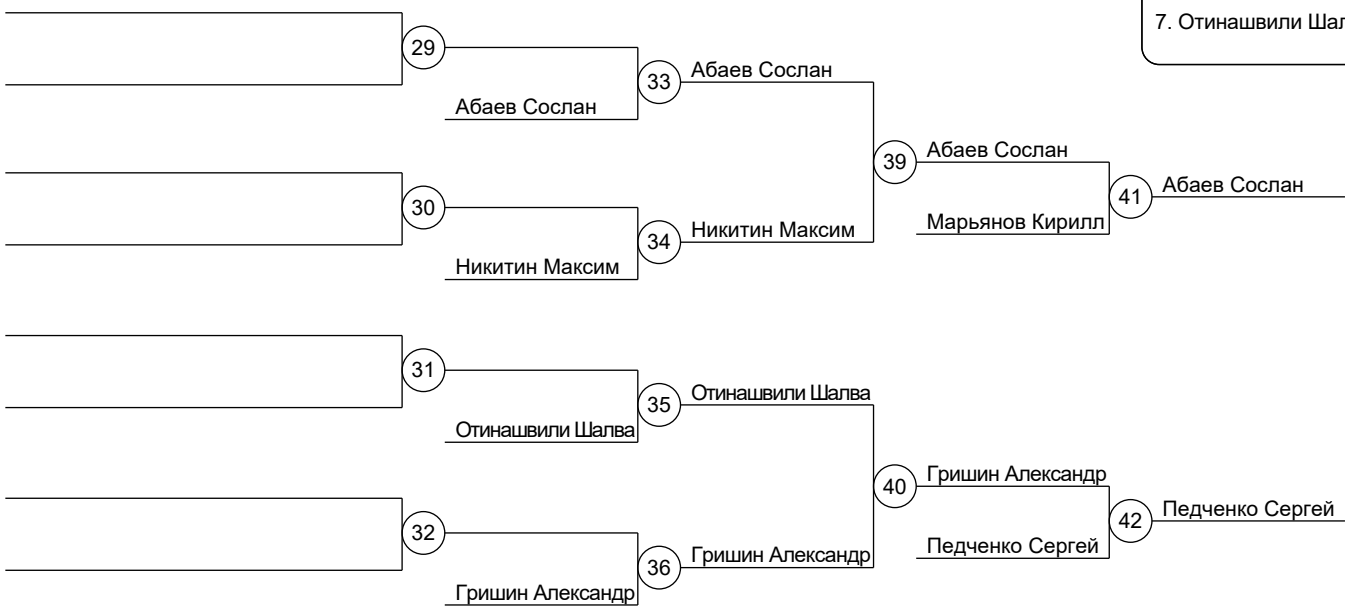 7. Отинашвили Шал
29
33
Абаев Сослан
Абаев Сослан
39
Абаев Сослан
41
Абаев Сослан
30
34
Никитин Максим
Марьянов Кирилл
Никитин Максим
31
35
Отинашвили Шалва
Отинашвили Шалва
40
Гришин Александр
42
Педченко Сергей
32
36
Гришин Александр
Педченко Сергей
Гришин Александр